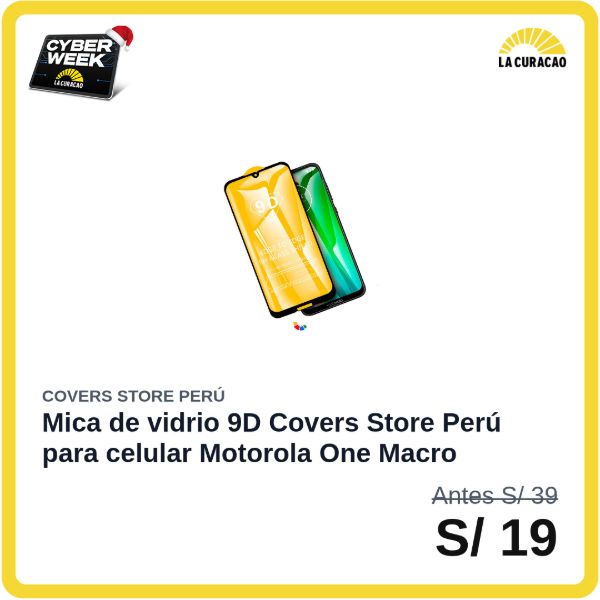 CYBER
WEEK
LA CURACAO
LA CURACAO
9D
COVERS STORE PERÚ
Mica de vidrio 9D Covers Store Perú
para celular Motorola One Macro
Antes S/ 39
S/ 19